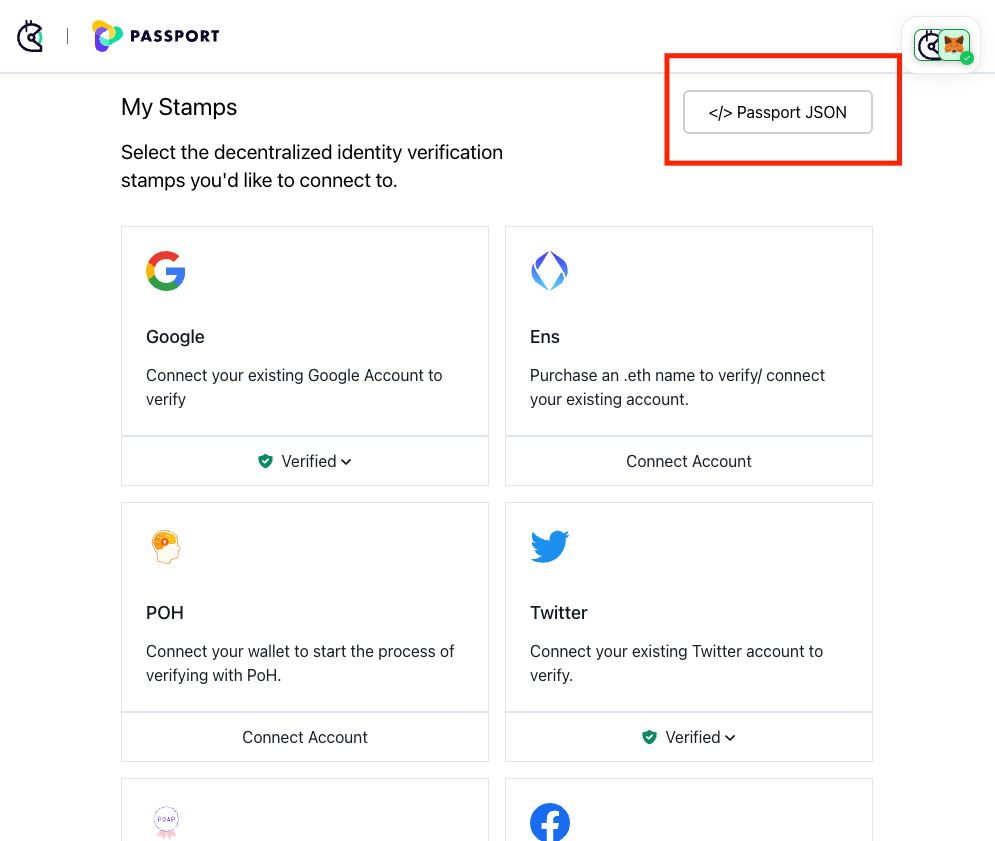 PASSPORT
My Stamps
</> Passport JSON
Select the decentralized identity verification
stamps you'd like to connect to.
Google
Connect your existing Google Account to
verify
Verified
Ens
Purchase an .eth name to verify/ connect
your existing account.
Connect Account
POH
Connect your wallet to start the process of
verifying with PoH.
Connect Account
Twitter
Connect your existing Twitter account to
verify.
Verified
POAP